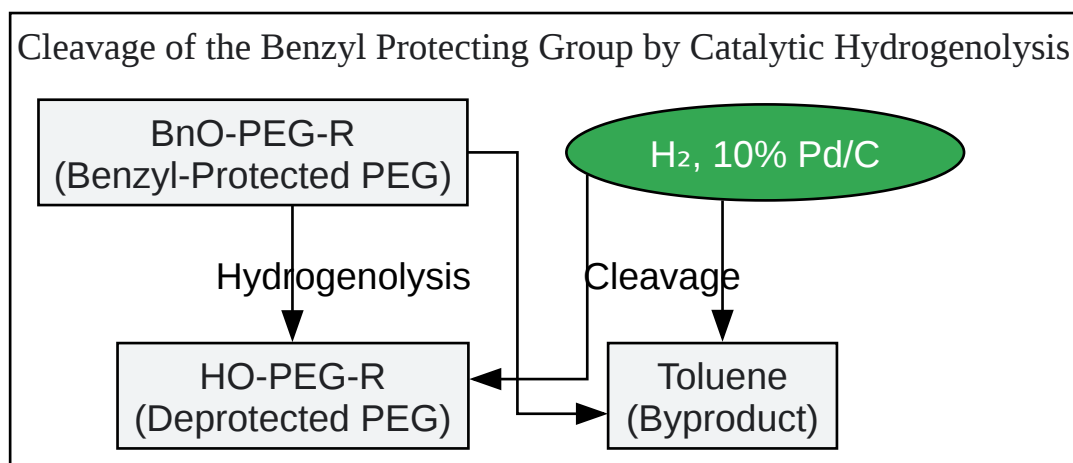 Cleavage of the Benzyl Protecting Group by Catalytic Hydrogenolysis
BnO-PEG-R
(Benzyl-Protected PEG)
H₂, 10% Pd/C
Hydrogenolysis
Cleavage
HO-PEG-R
(Deprotected PEG)
Toluene
(Byproduct)